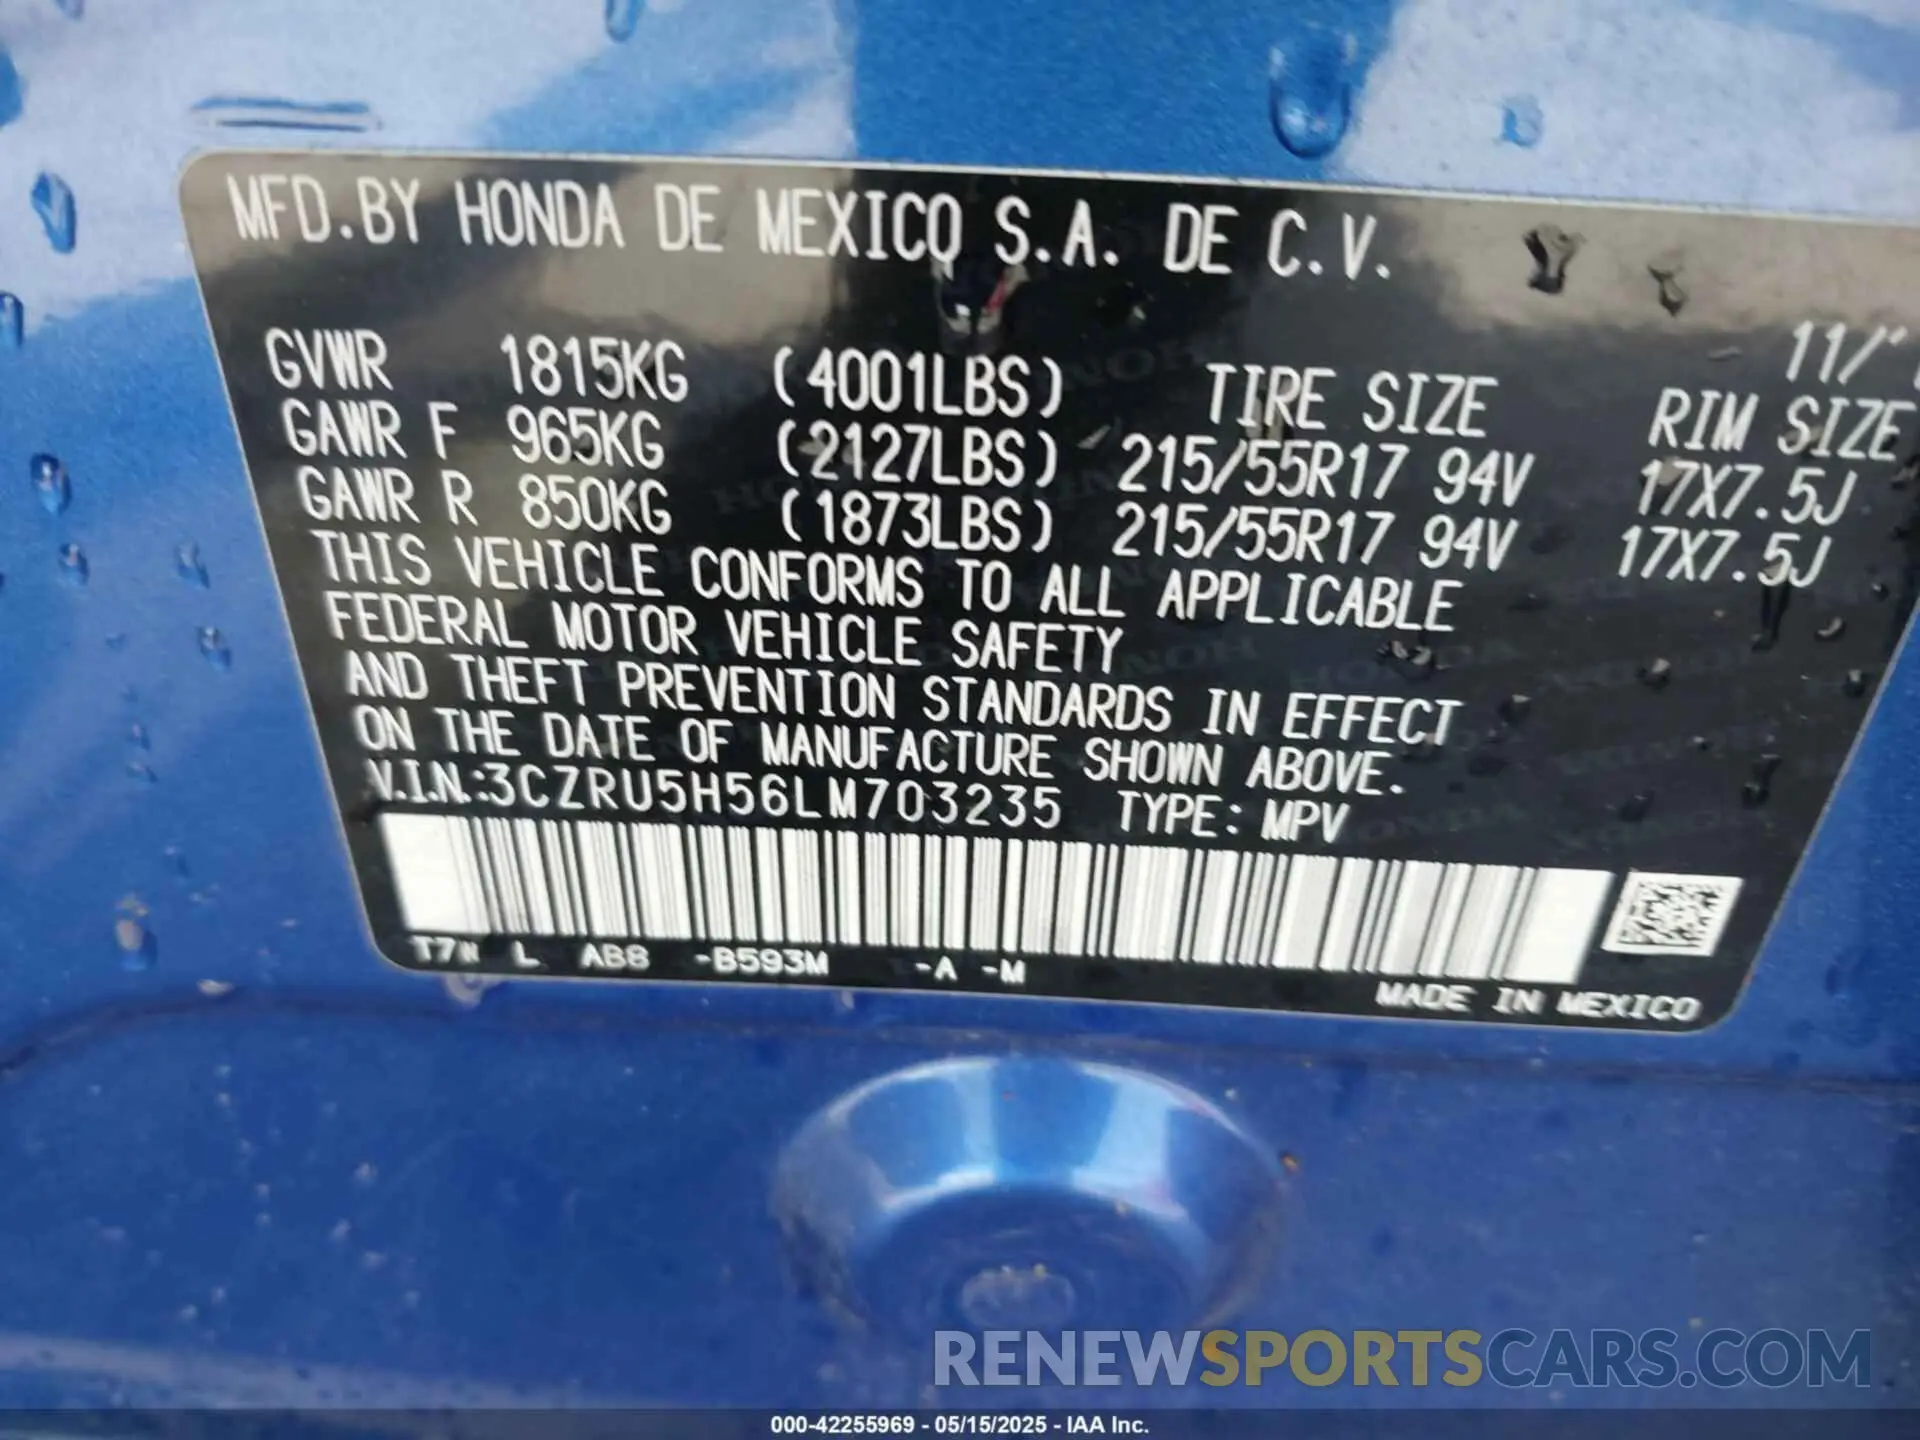 MFD.BY HONDA DE MEXICO S.A. DE C.V.
11/
GVWR 1815KG (4001LBS) TIRE SIZE RIM SIZE
GAWR F 965KG (2127LBS) 215/55R17 94V 17X7.5J
GAWR R 850KG (1873LBS) 215/55R17 94V 17X7.5J
THIS VEHICLE CONFORMS TO ALL APPLICABLE
FEDERAL MOTOR VEHICLE SAFETY
AND THEFT PREVENTION STANDARDS IN EFFECT
ON THE DATE OF MANUFACTURE SHOWN ABOVE.
V.I.N.:3CZRU5H56LM703235 TYPE: MPV
T7W L AB8 -B593M -A -M
MADE IN MEXICO
RENEWSPORTSCARS.COM
000-42255969 - 05/15/2025 - IAA Inc.